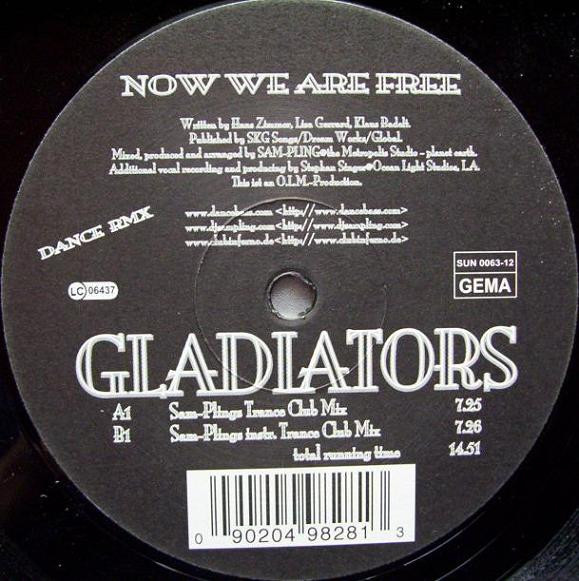 NOW WE ARE FREE
Written by Hans Zimmer, Lisa Gerrard, Klaus Badelt.
Published by SKG Songs/Dream Works/Global.
Mixed, produced and arranged by SAM-PLING@the Metropolis Studio - planet earth.
Additional vocal recording and producing by Stephan Singer@Ocean Light Studios, LA.
This ist an O.L.M.-Production.
DANCE RMX
www.dancebass.com <http//www.dancebass.com>
www.djsampling.com <http//www.djsampling.com>
www.clubinferno.de <http//www.clubinferno.de>
LC 06437
SUN 0063-12
GEMA
GLADIATORS
A1 Sam-Plings Trance Club Mix 7.25
B1 Sam-Plings instr. Trance Club Mix 7.26
total running time 14.51
0 90204 98281 3